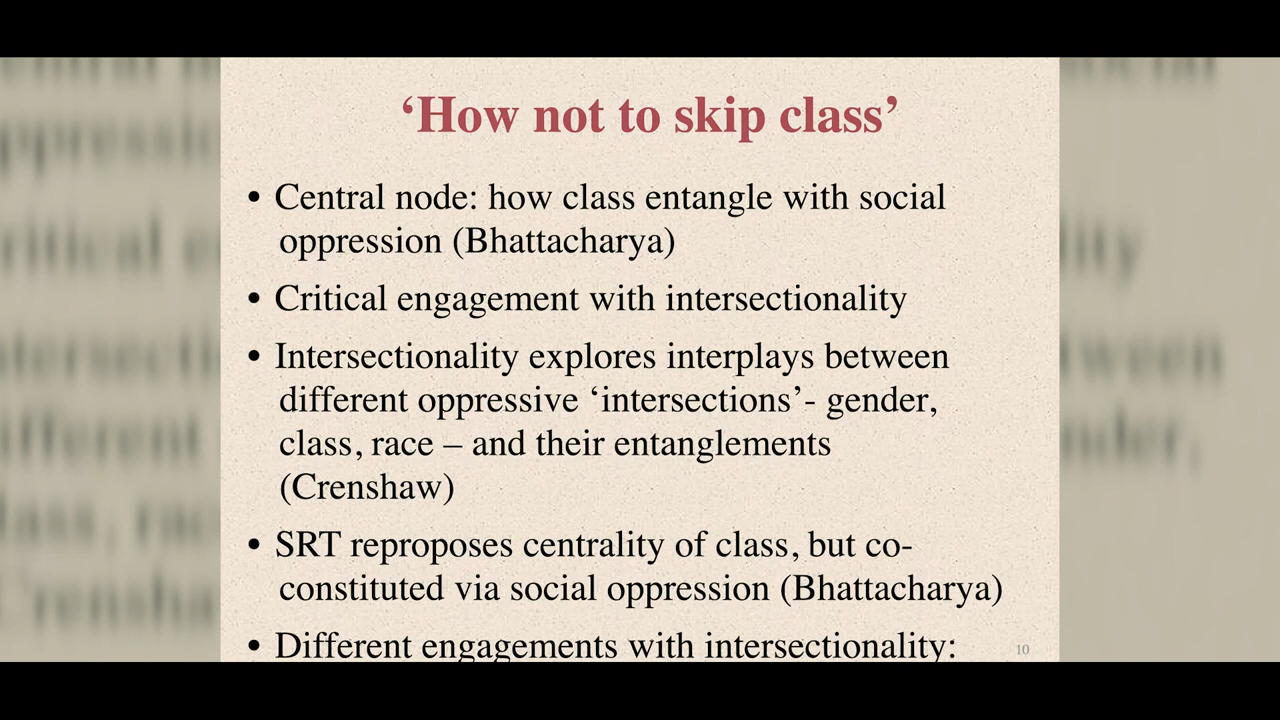 ‘How not to skip class’
• Central node: how class entangle with social
oppression (Bhattacharya)
• Critical engagement with intersectionality
• Intersectionality explores interplays between
different oppressive ‘intersections’- gender,
class, race – and their entanglements
(Crenshaw)
• SRT reproposes centrality of class, but co-
constituted via social oppression (Bhattacharya)
• Different engagements with intersectionality:
10